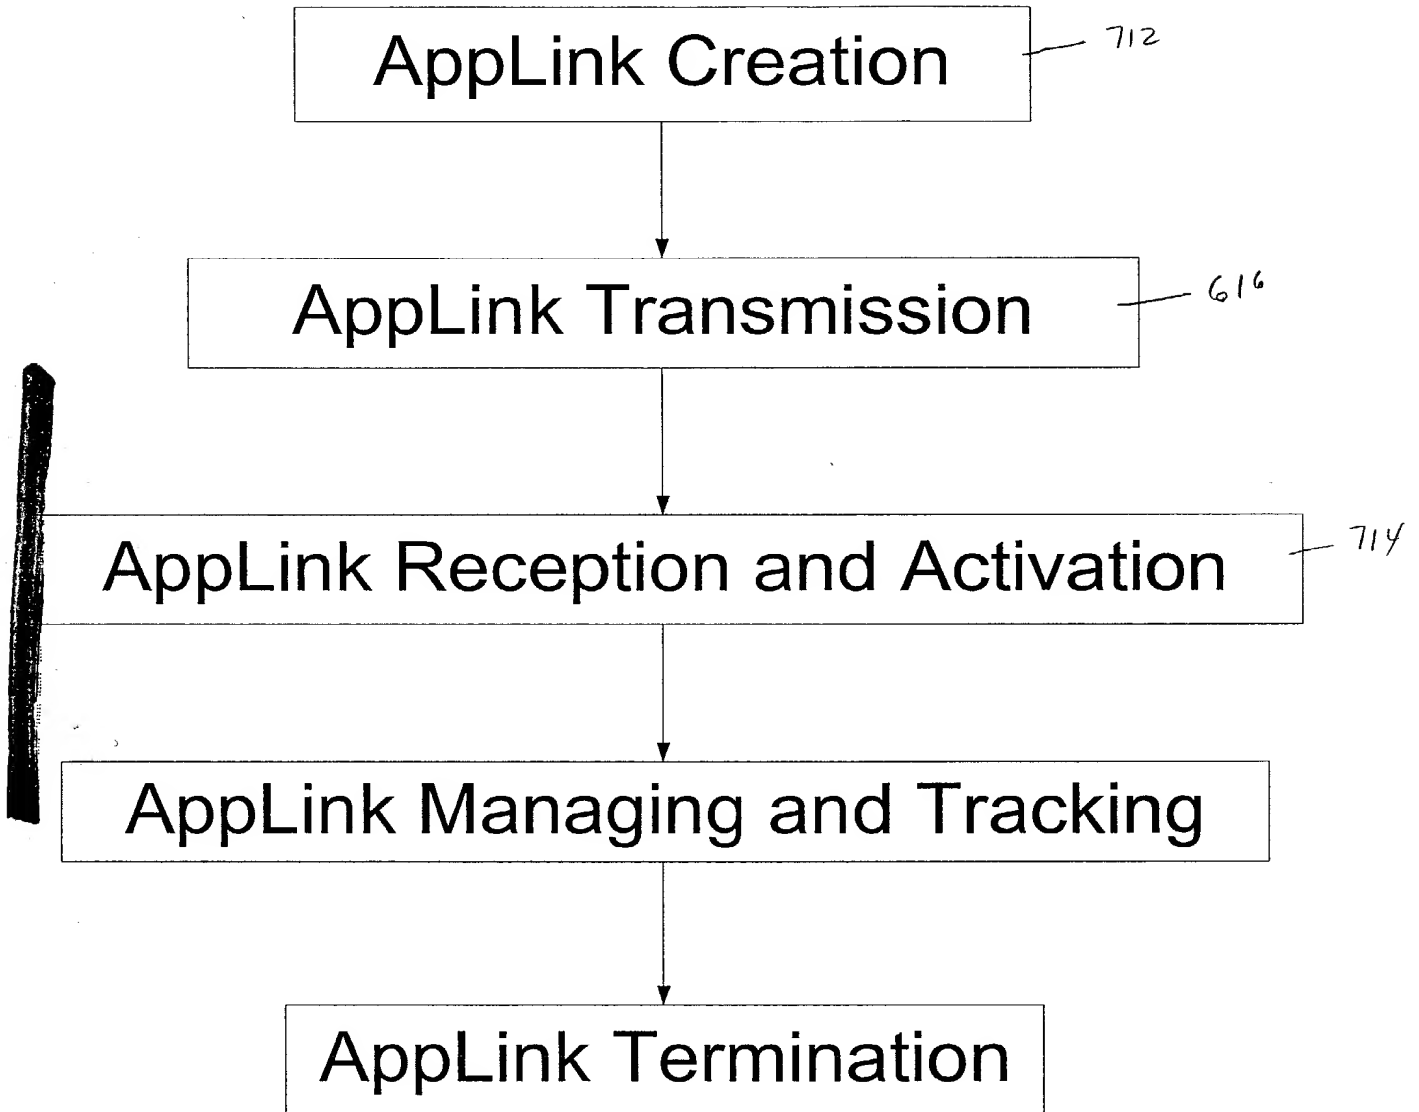 AppLink Creation
712
AppLink Transmission
616
AppLink Reception and Activation
714
AppLink Managing and Tracking
AppLink Termination